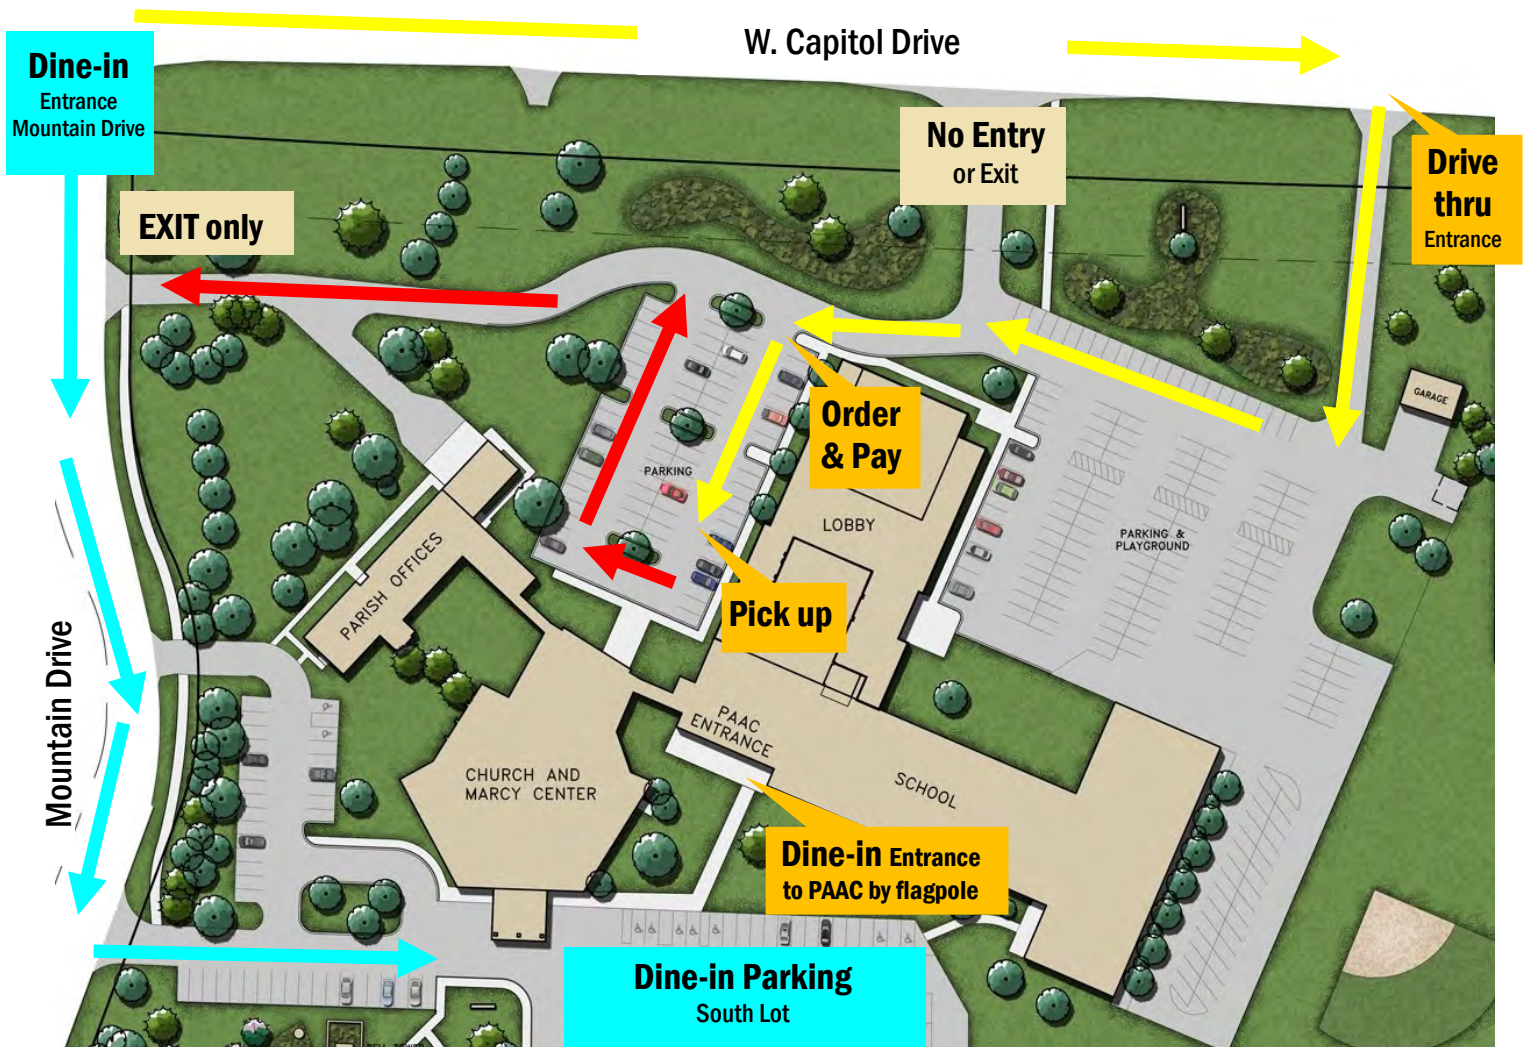 W. Capitol Drive
Dine-in
Entrance
Mountain Drive
No Entry
or Exit
Drive
thru
Entrance
EXIT only
GARAGE
Order
& Pay
PARKING
LOBBY
PARKING &
PLAYGROUND
PARISH OFFICES
Pick up
Mountain Drive
PAAC
ENTRANCE
CHURCH AND
MARCY CENTER
SCHOOL
Dine-in Entrance
to PAAC by flagpole
Dine-in Parking
South Lot
BELL TOWER